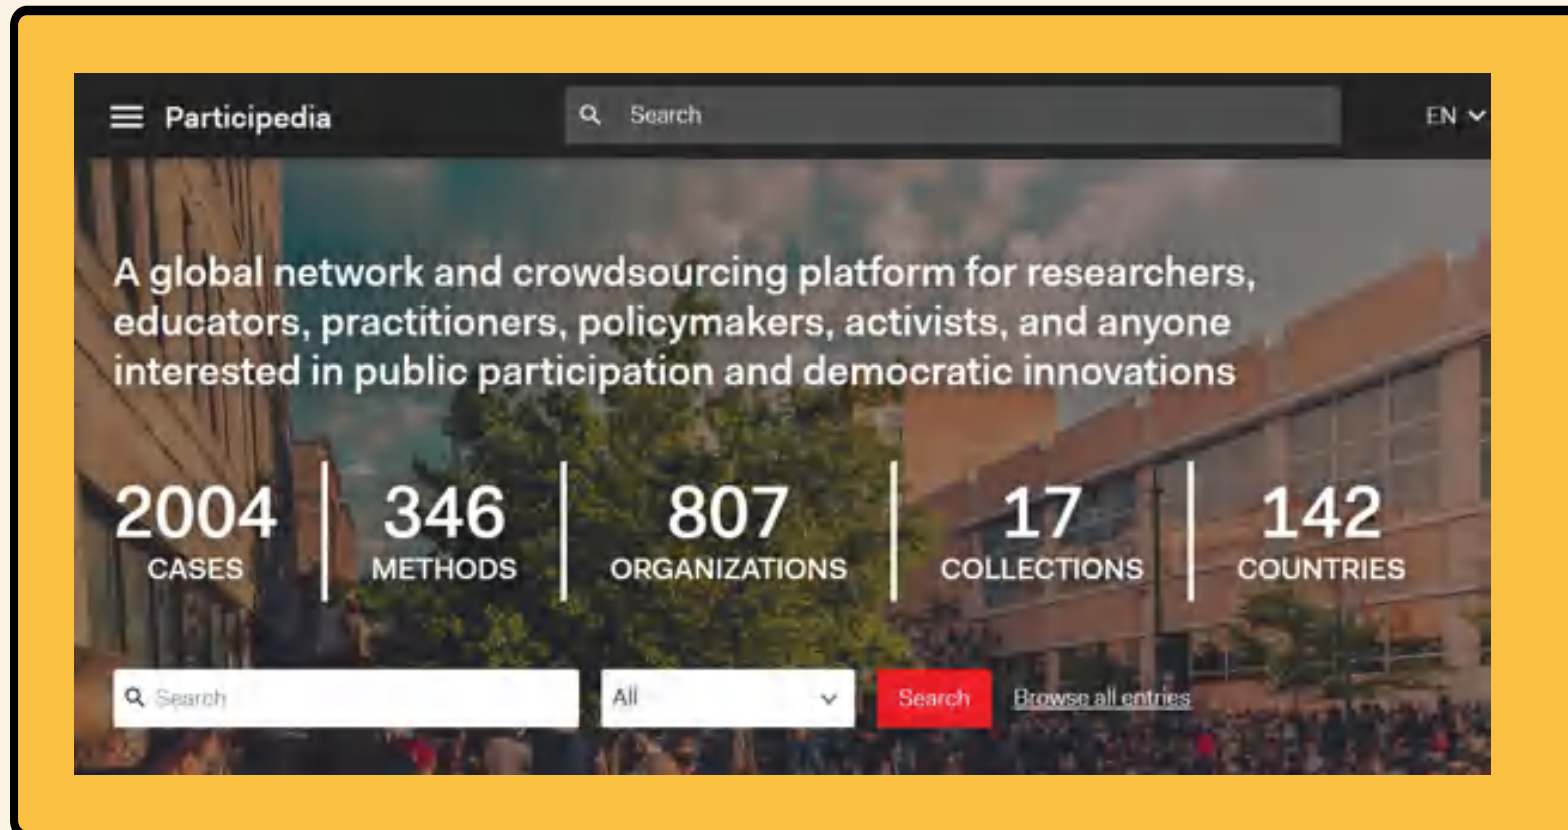 Participedia
Search
EN
A global network and crowdsourcing platform for researchers,
educators, practitioners, policymakers, activists, and anyone
interested in public participation and democratic innovations
2004
CASES
346
METHODS
807
ORGANIZATIONS
17
COLLECTIONS
142
COUNTRIES
Search
All
Search
Browse all entries